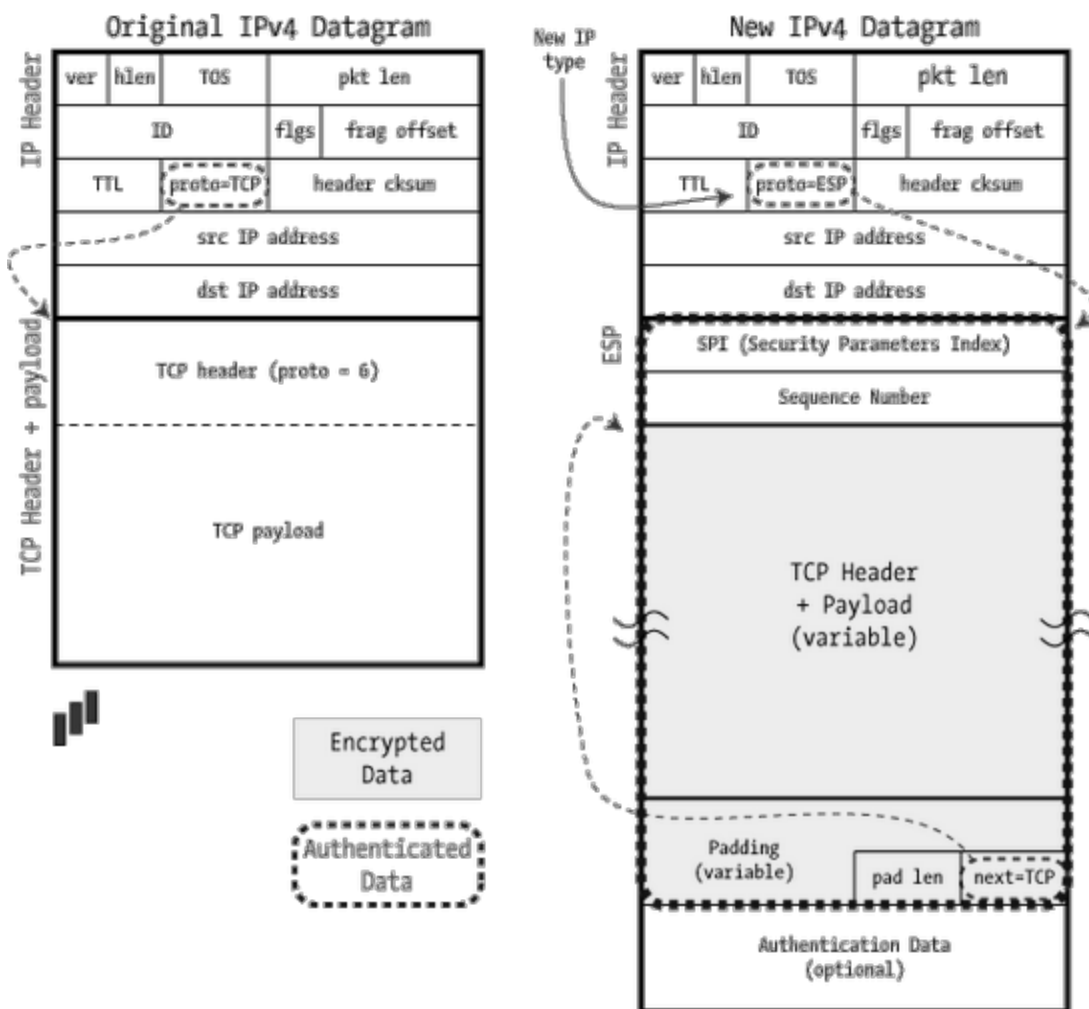 Original IPv4 Datagram
IP Header
ver hlen TOS pkt len
ID flgs frag offset
TTL proto=TCP header cksum
src IP address
dst IP address
TCP Header + payload
TCP header (proto = 6)
TCP payload
Encrypted
Data
Authenticated
Data
New IPv4 Datagram
New IP
type
IP Header
ver hlen TOS pkt len
ID flgs frag offset
TTL proto=ESP header cksum
src IP address
dst IP address
ESP
SPI (Security Parameters Index)
Sequence Number
TCP Header
+ Payload
(variable)
Padding
(variable)
pad len next=TCP
Authentication Data
(optional)